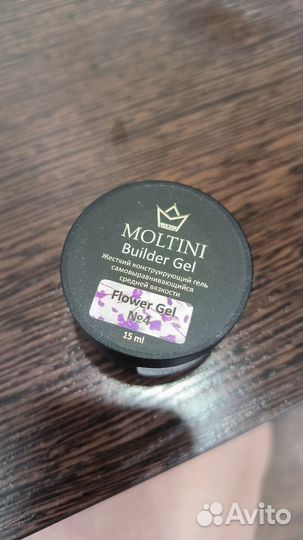 MOLTINI
Builder Gel
Жесткий конструирующий гель
самовыравнивающийся
средней вязкости
Flower Gel
№4
15 ml
Avito